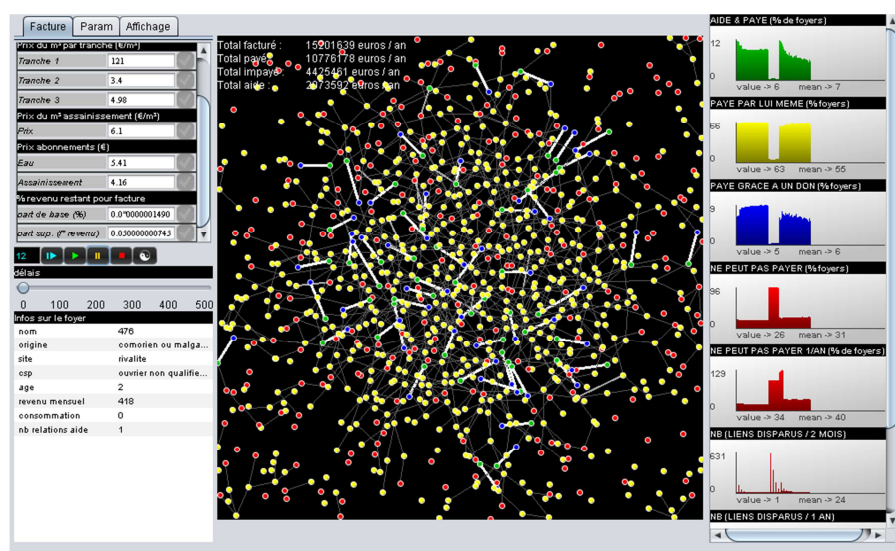 Facture Param Affichage
Prix du m³ par tranche (€/m³)
Tranche 1 121
Tranche 2 3.4
Tranche 3 4.98
Prix du m³ assainissement (€/m³)
Prix 6.1
Prix abonnements (€)
Eau 5.41
Assainissement 4.16
% revenu restant pour facture
part de base (%) 0.0°0000001490
part sup. (/° revenu) 0.03000000074
12
délais
0 100 200 300 400 500
Infos sur le foyer
nom 476
origine comorien ou malga...
site rivalite
csp ouvrier non qualifie...
age 2
revenu mensuel 418
consommation 0
nb relations aide 1
Total facturé : 15201639 euros / an
Total payé : 10776178 euros / an
Total impayé : 4425461 euros / an
Total aide : 2973592 euros / an
AIDE & PAYE (% de foyers)
12
0
value -> 6 mean -> 7
PAYE PAR LUI MEME (% foyers)
66
0
value -> 63 mean -> 55
PAYE GRACE A UN DON (% foyers)
9
0
value -> 5 mean -> 6
NE PEUT PAS PAYER (% foyers)
96
0
value -> 26 mean -> 31
NE PEUT PAS PAYER 1/AN (% de foyers)
129
0
value -> 34 mean -> 40
NB (LIENS DISPARUS / 2 MOIS)
631
0
value -> 1 mean -> 24
NB (LIENS DISPARUS / 1 AN)